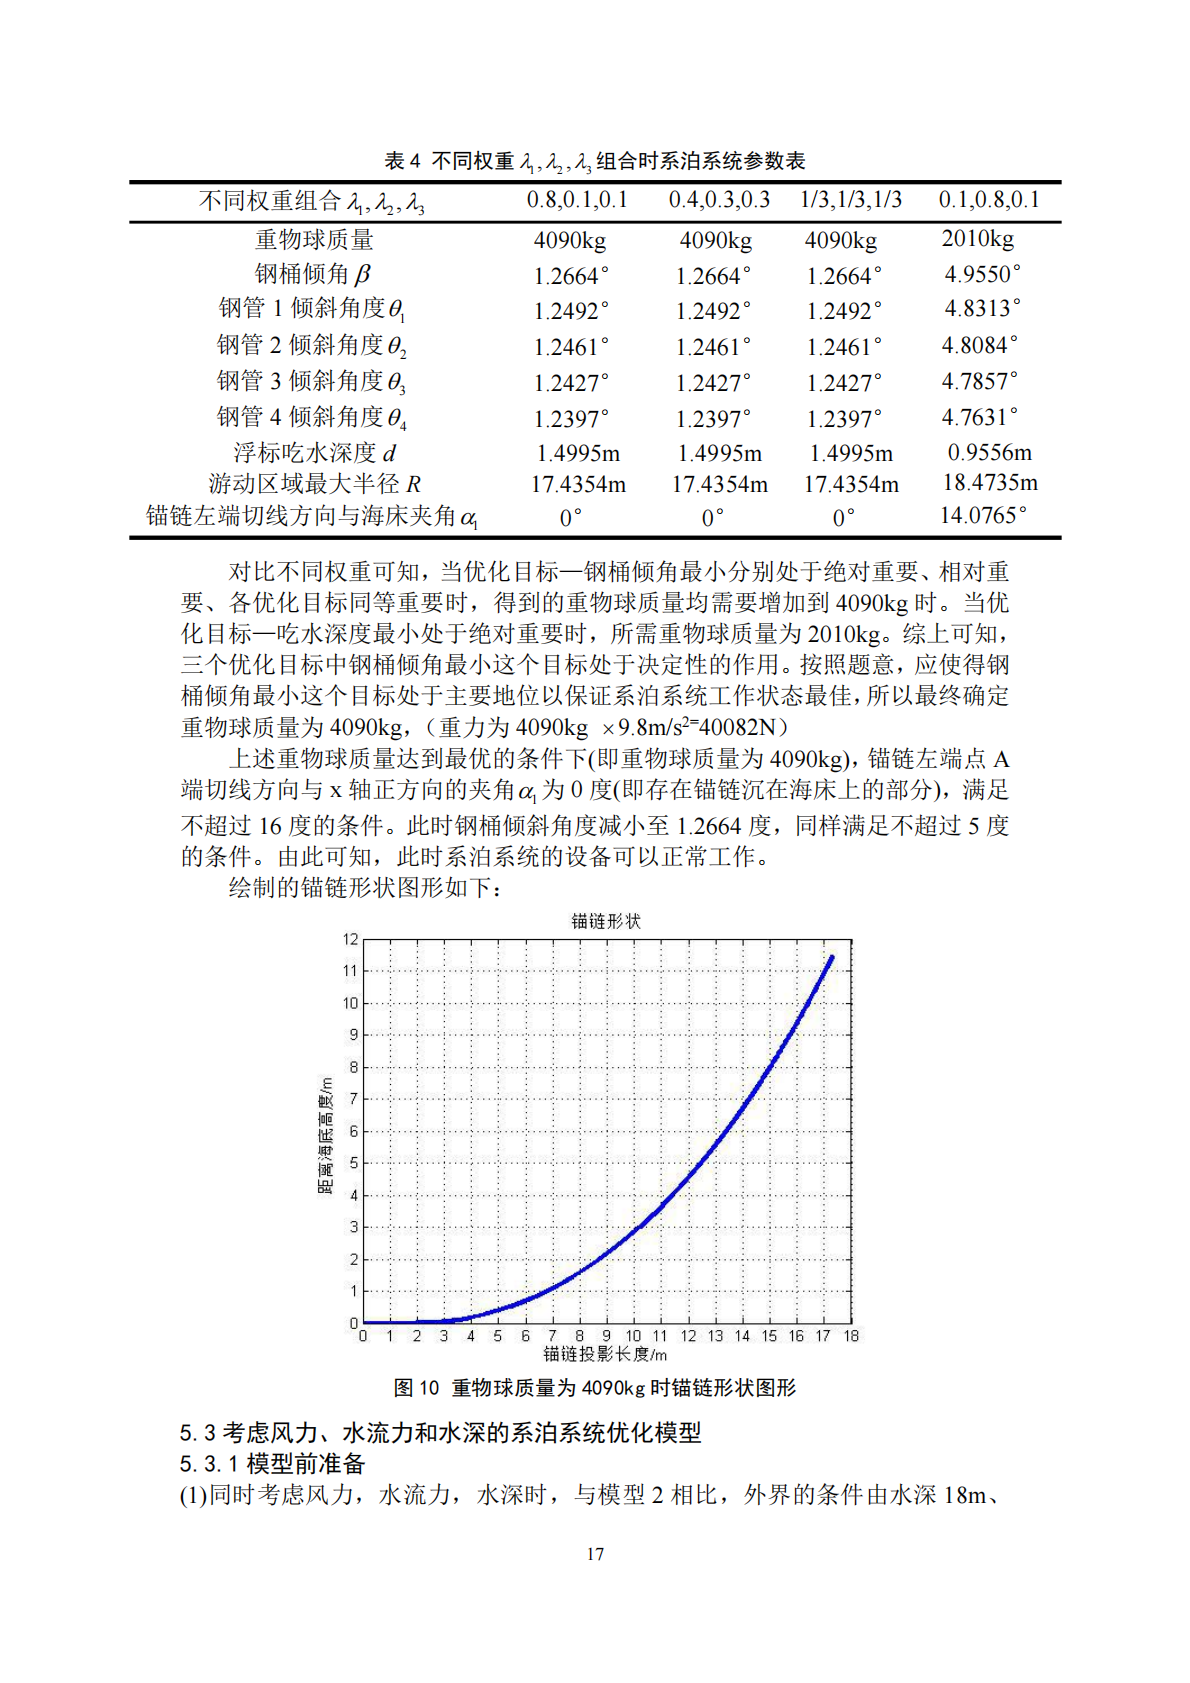 表 4 不同权重 λ₁,λ₂,λ₃ 组合时系泊系统参数表
不同权重组合 λ₁,λ₂,λ₃ 0.8,0.1,0.1 0.4,0.3,0.3 1/3,1/3,1/3 0.1,0.8,0.1
重物球质量 4090kg 4090kg 4090kg 2010kg
钢桶倾角 β 1.2664° 1.2664° 1.2664° 4.9550°
钢管 1 倾斜角度 θ₁ 1.2492° 1.2492° 1.2492° 4.8313°
钢管 2 倾斜角度 θ₂ 1.2461° 1.2461° 1.2461° 4.8084°
钢管 3 倾斜角度 θ₃ 1.2427° 1.2427° 1.2427° 4.7857°
钢管 4 倾斜角度 θ₄ 1.2397° 1.2397° 1.2397° 4.7631°
浮标吃水深度 d 1.4995m 1.4995m 1.4995m 0.9556m
游动区域最大半径 R 17.4354m 17.4354m 17.4354m 18.4735m
锚链左端切线方向与海床夹角 α₁ 0° 0° 0° 14.0765°
对比不同权重可知，当优化目标—钢桶倾角最小分别处于绝对重要、相对重
要、各优化目标同等重要时，得到的重物球质量均需要增加到 4090kg 时。当优
化目标—吃水深度最小处于绝对重要时，所需重物球质量为 2010kg。综上可知，
三个优化目标中钢桶倾角最小这个目标处于决定性的作用。按照题意，应使得钢
桶倾角最小这个目标处于主要地位以保证系泊系统工作状态最佳，所以最终确定
重物球质量为 4090kg，（重力为 4090kg ×9.8m/s²⁼40082N）
上述重物球质量达到最优的条件下(即重物球质量为 4090kg)，锚链左端点 A
端切线方向与 x 轴正方向的夹角 α₁ 为 0 度(即存在锚链沉在海床上的部分)，满足
不超过 16 度的条件。此时钢桶倾斜角度减小至 1.2664 度，同样满足不超过 5 度
的条件。由此可知，此时系泊系统的设备可以正常工作。
绘制的锚链形状图形如下：
锚链形状
12
11
10
9
8
7
6
5
4
3
2
1
0
距离海底高度/m
0 1 2 3 4 5 6 7 8 9 10 11 12 13 14 15 16 17 18
锚链投影长度/m
图 10 重物球质量为 4090kg 时锚链形状图形
5.3 考虑风力、水流力和水深的系泊系统优化模型
5.3.1 模型前准备
(1)同时考虑风力，水流力，水深时，与模型 2 相比，外界的条件由水深 18m、
17